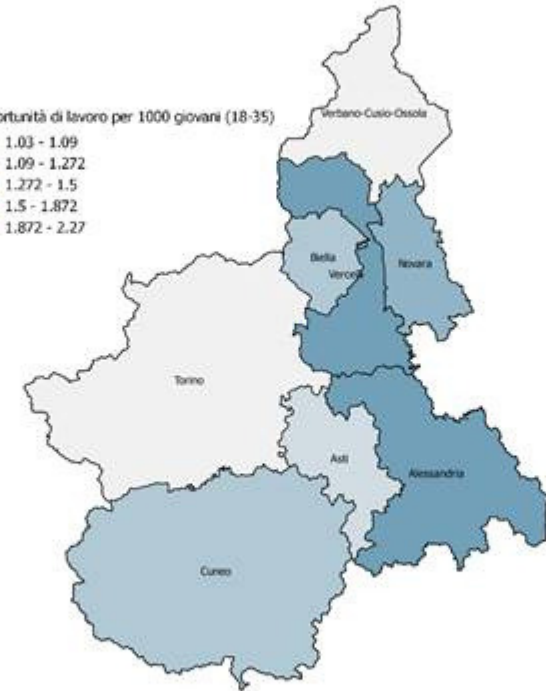 ortunità di lavoro per 1000 giovani (18-35)
1.03 - 1.09
1.09 - 1.272
1.272 - 1.5
1.5 - 1.872
1.872 - 2.27
Verbano-Cusio-Ossola
Biella
Vercelli
Novara
Torino
Asti
Alessandria
Cuneo